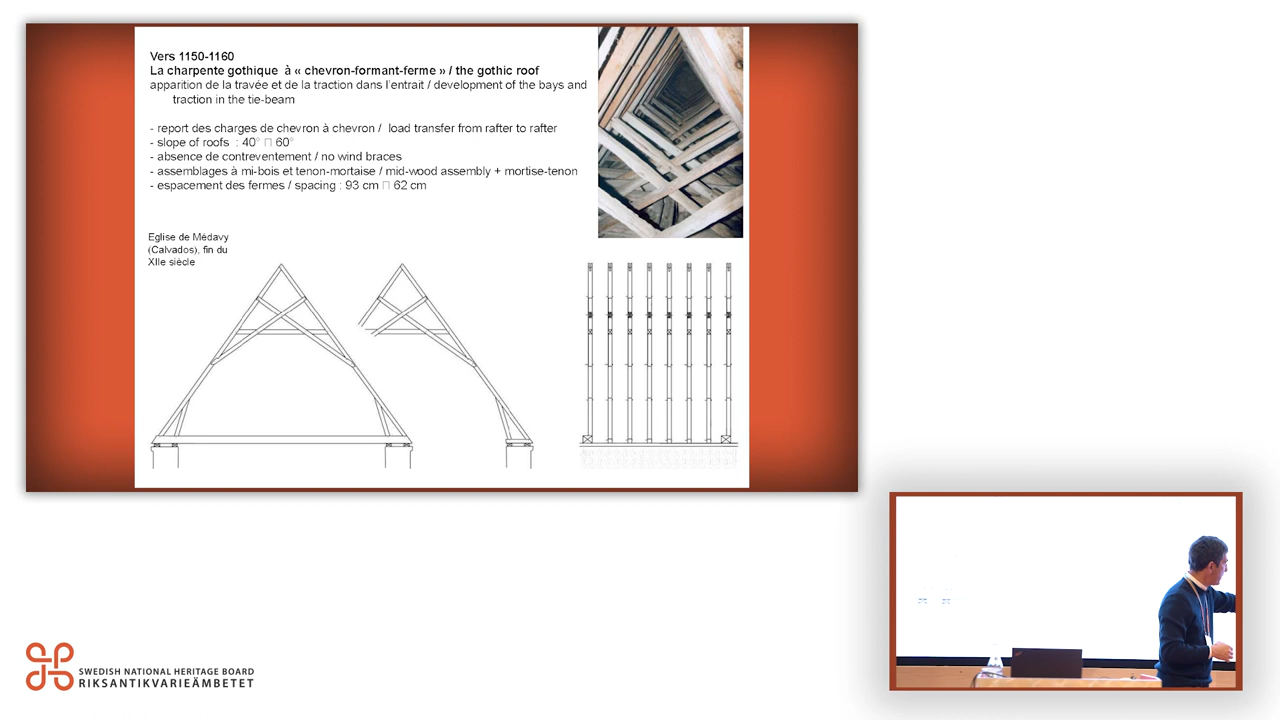 Vers 1150-1160
La charpente gothique à « chevron-formant-ferme » / the gothic roof
apparition de la travée et de la traction dans l'entrait / development of the bays and
traction in the tie-beam
- report des charges de chevron à chevron / load transfer from rafter to rafter
- slope of roofs : 40° □ 60°
- absence de contreventement / no wind braces
- assemblages à mi-bois et tenon-mortaise / mid-wood assembly + mortise-tenon
- espacement des fermes / spacing : 93 cm □ 62 cm
Eglise de Médavy
(Calvados), fin du
XIIe siècle
SWEDISH NATIONAL HERITAGE BOARD
RIKSANTIKVARIEÄMBETET